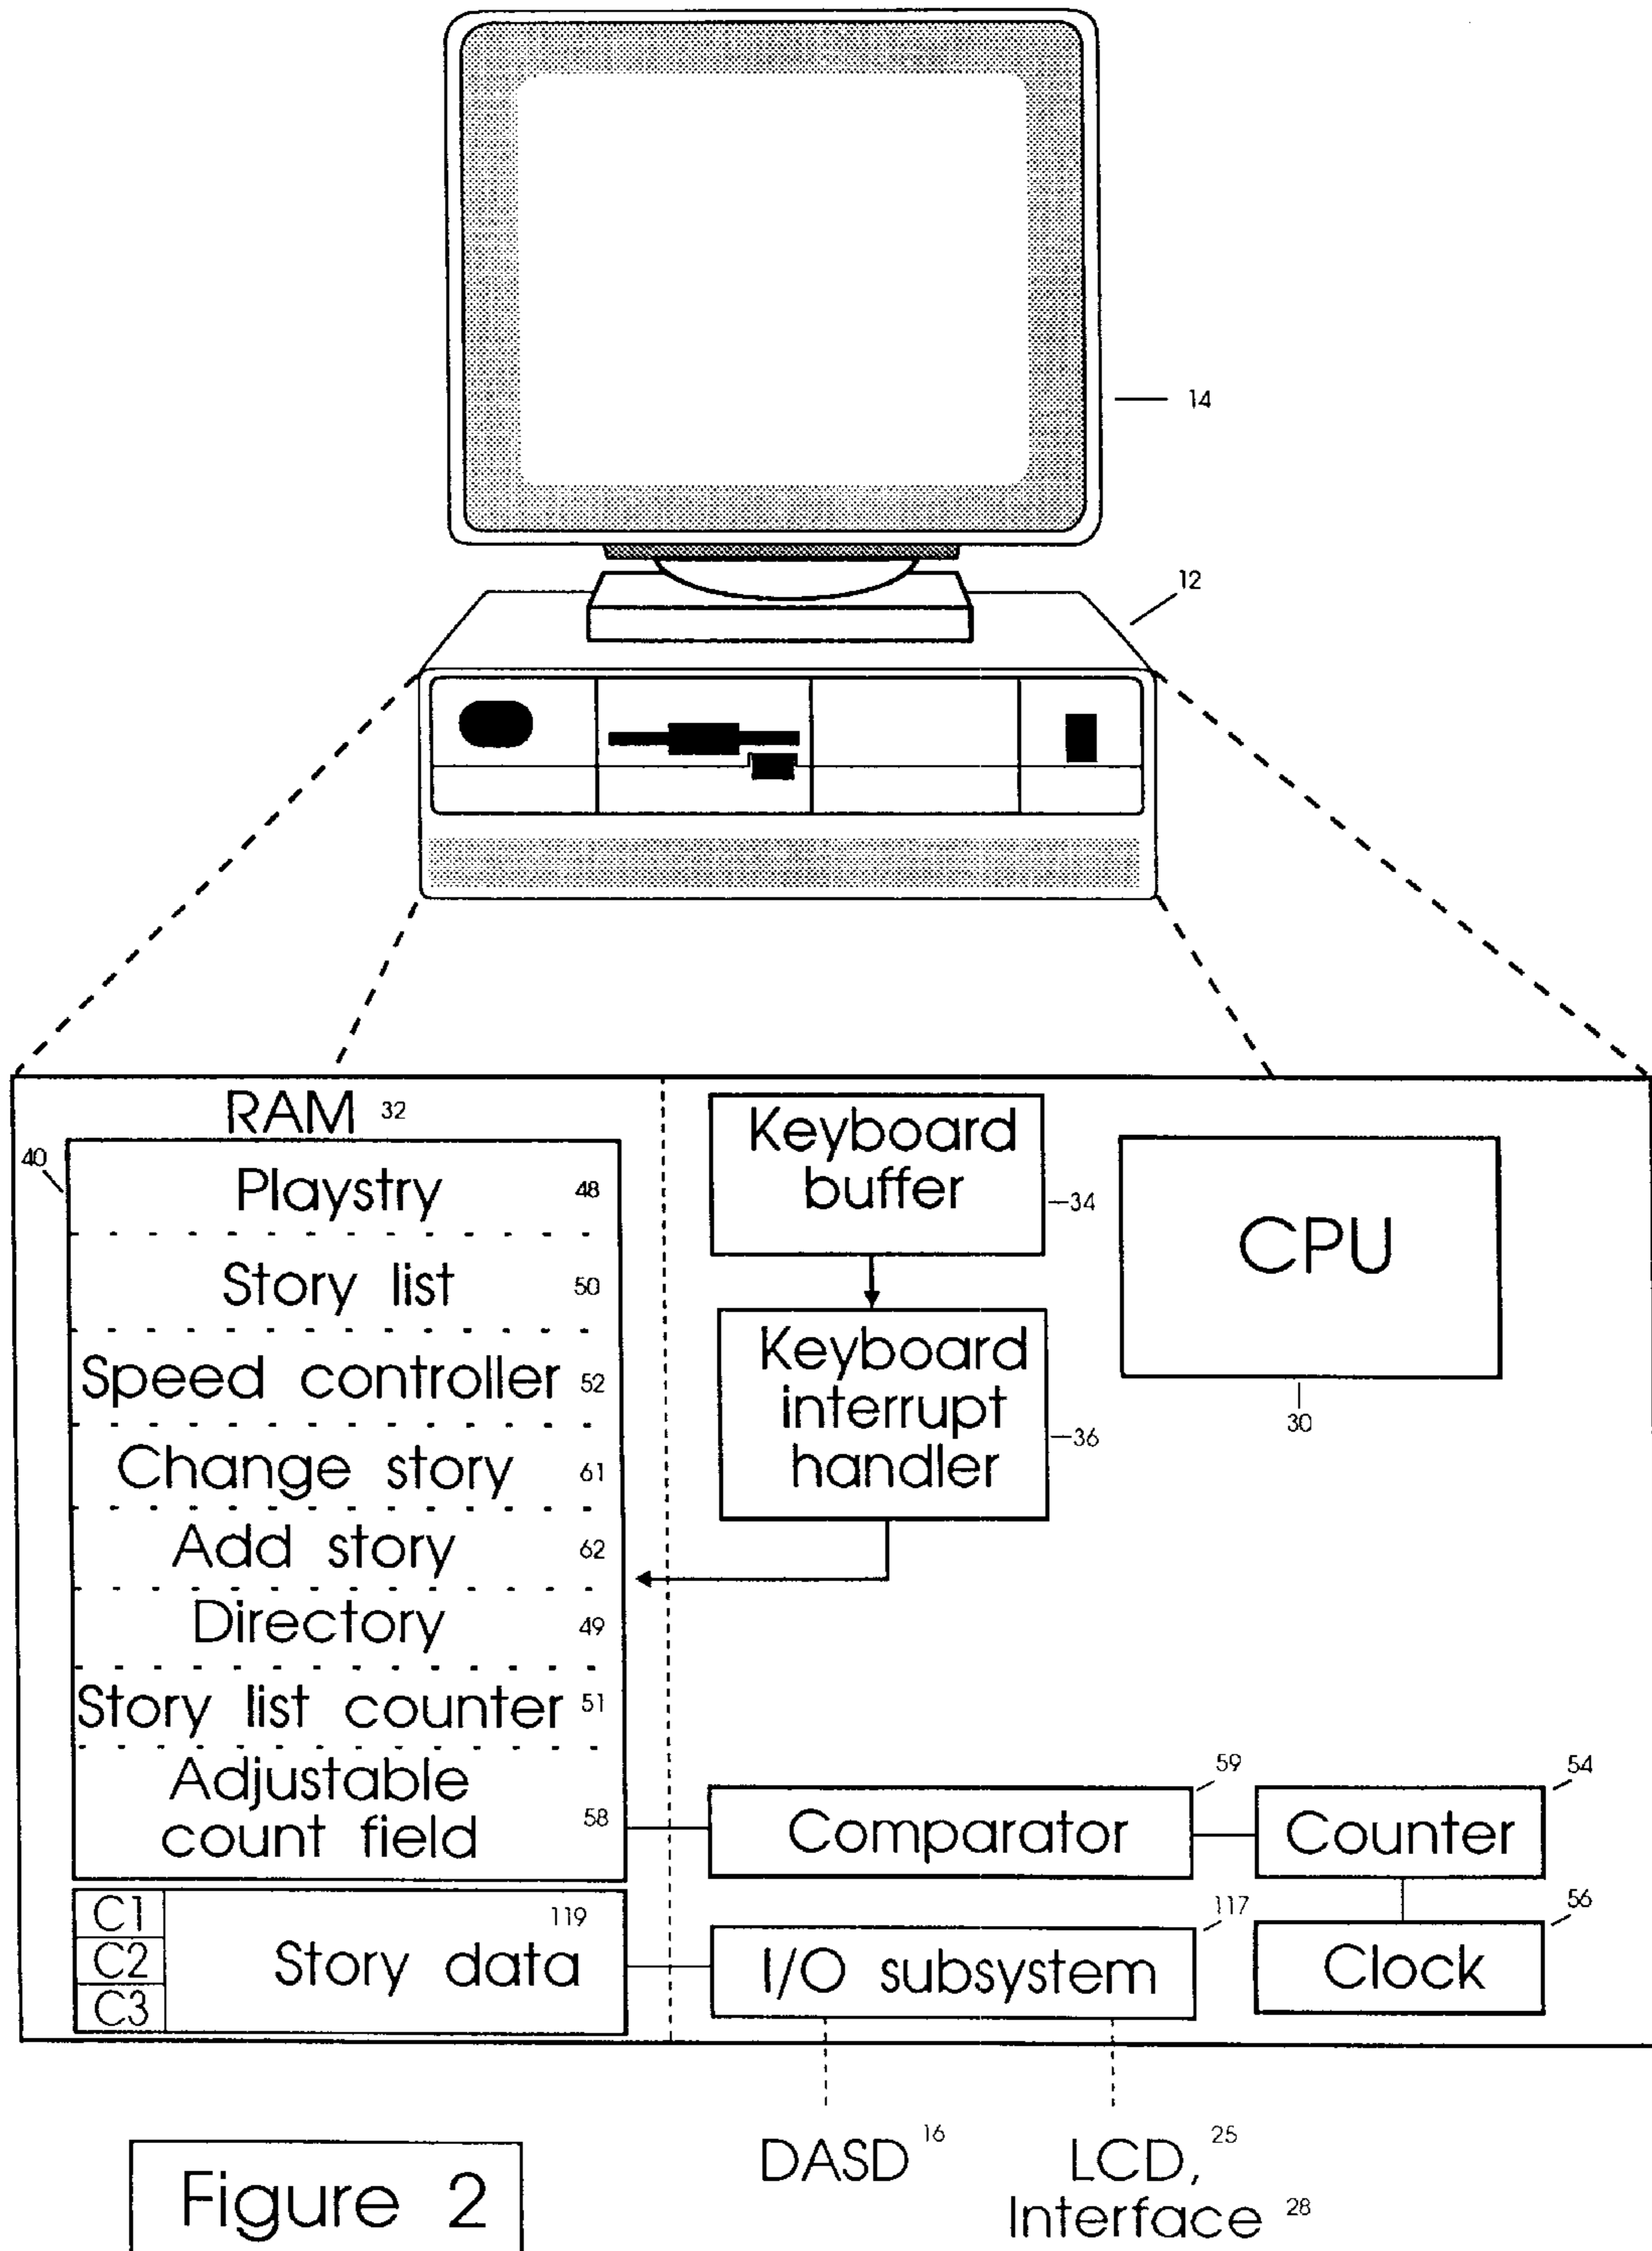 14
12
RAM 32
40
Playstry 48
Story list 50
Speed controller 52
Change story 61
Add story 62
Directory 49
Story list counter 51
Adjustable
count field 58
C1
C2
C3
Story data 119
Keyboard
buffer
34
Keyboard
interrupt
handler
36
CPU
30
Comparator
59
Counter
54
I/O subsystem
117
Clock
56
DASD 16
LCD, 25
Interface 28
Figure 2